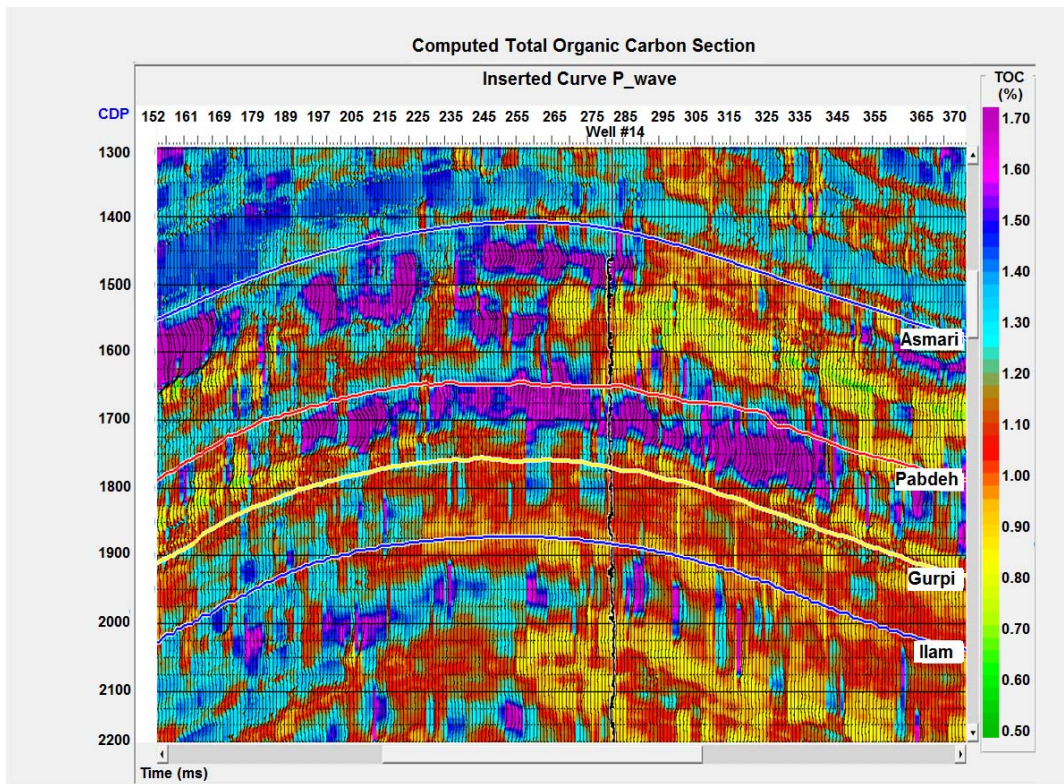 Computed Total Organic Carbon Section
Inserted Curve P_wave
TOC
(%)
CDP
152 161 169 179 189 197 205 215 225 235 245 255 265 275 285 295 305 315 325 335 345 355 365 370
Well #14
1300
1400
1500
1600
1700
1800
1900
2000
2100
2200
Asmari
Pabdeh
Gurpi
Ilam
1.70
1.60
1.50
1.40
1.30
1.20
1.10
1.00
0.90
0.80
0.70
0.60
0.50
Time (ms)